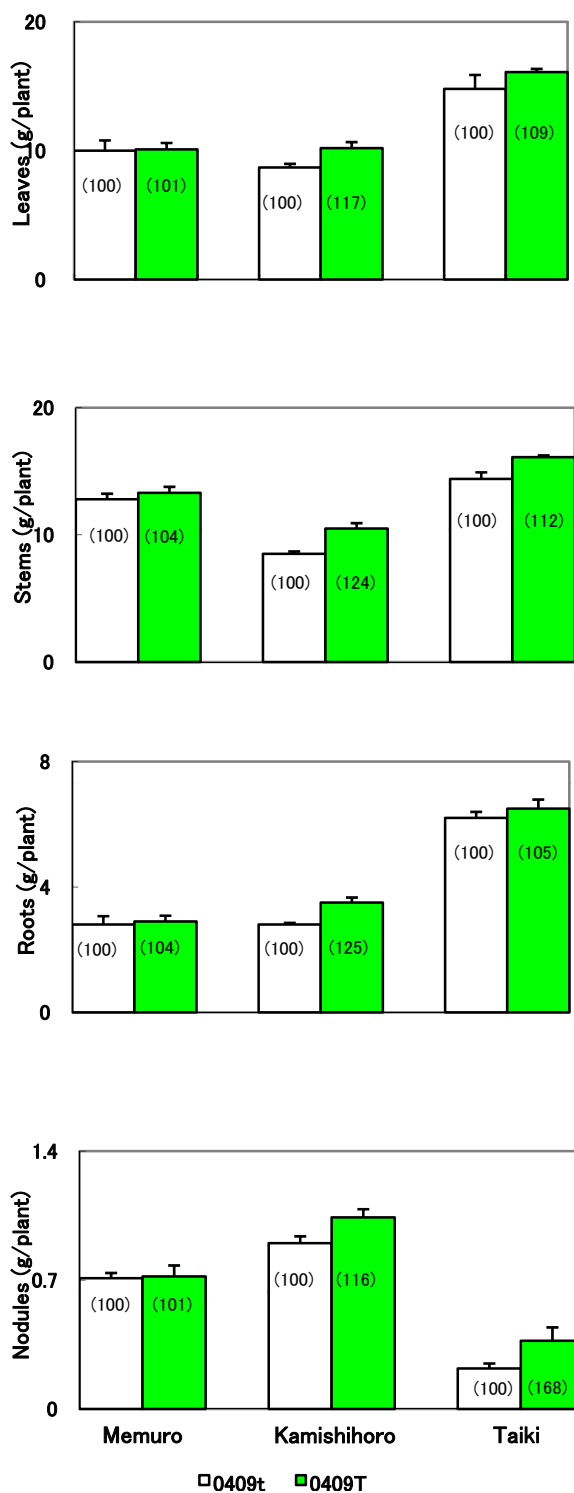 20
Leaves (g/plant)
10
(100) (101) (100) (117) (100) (109)
0
20
Stems (g/plant)
10
(100) (104) (100) (124) (100) (112)
0
8
Roots (g/plant)
4
(100) (104) (100) (125) (100) (105)
0
1.4
Nodules (g/plant)
0.7
(100) (101) (100) (116) (100) (168)
0
Memuro Kamishihoro Taiki
0409t 0409T